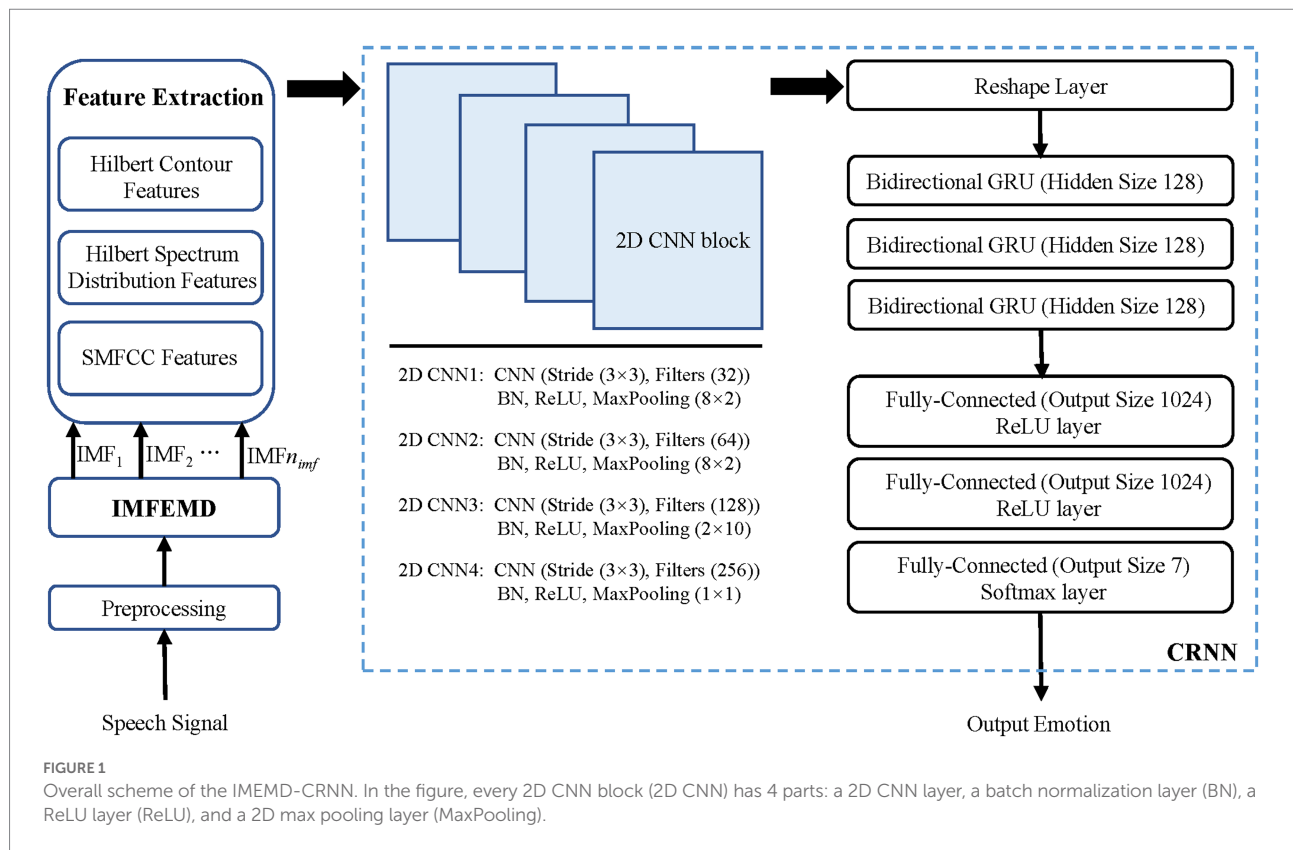 Feature Extraction
Hilbert Contour
Features
Hilbert Spectrum
Distribution Features
SMFCC Features
IMF1 IMF2 ··· IMFnimf
IMFEMD
Preprocessing
Speech Signal
2D CNN block
2D CNN1: CNN (Stride (3×3), Filters (32))
BN, ReLU, MaxPooling (8×2)
2D CNN2: CNN (Stride (3×3), Filters (64))
BN, ReLU, MaxPooling (8×2)
2D CNN3: CNN (Stride (3×3), Filters (128))
BN, ReLU, MaxPooling (2×10)
2D CNN4: CNN (Stride (3×3), Filters (256))
BN, ReLU, MaxPooling (1×1)
Reshape Layer
Bidirectional GRU (Hidden Size 128)
Bidirectional GRU (Hidden Size 128)
Bidirectional GRU (Hidden Size 128)
Fully-Connected (Output Size 1024)
ReLU layer
Fully-Connected (Output Size 1024)
ReLU layer
Fully-Connected (Output Size 7)
Softmax layer
CRNN
Output Emotion
FIGURE 1
Overall scheme of the IMEMD-CRNN. In the figure, every 2D CNN block (2D CNN) has 4 parts: a 2D CNN layer, a batch normalization layer (BN), a
ReLU layer (ReLU), and a 2D max pooling layer (MaxPooling).